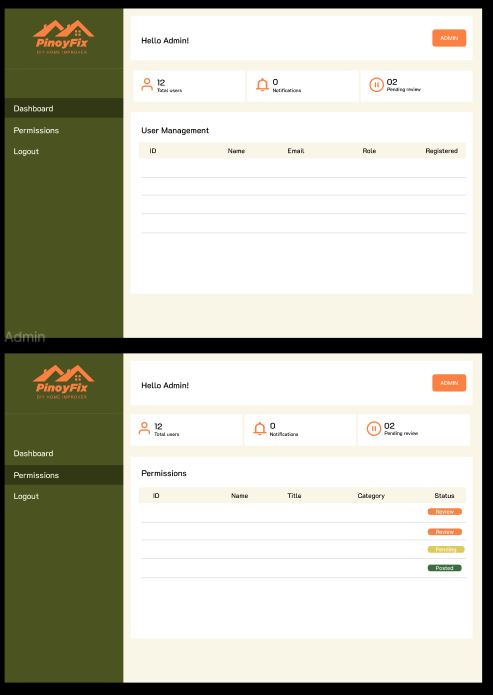 PinoyFix
DIY HOME IMPROVER
Dashboard
Permissions
Logout
Hello Admin!
ADMIN
12
Total users
0
Notifications
02
Pending review
User Management
ID Name Email Role Registered
Admin
PinoyFix
DIY HOME IMPROVER
Dashboard
Permissions
Logout
Hello Admin!
ADMIN
12
Total users
0
Notifications
02
Pending review
Permissions
ID Name Title Category Status
Review
Review
Pending
Posted